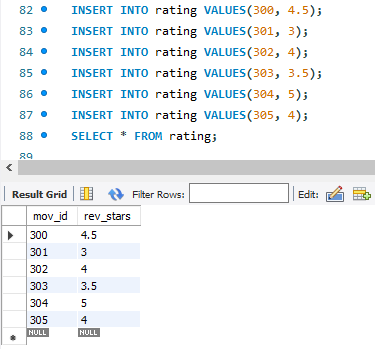 82 INSERT INTO rating VALUES(300, 4.5);
83 INSERT INTO rating VALUES(301, 3);
84 INSERT INTO rating VALUES(302, 4);
85 INSERT INTO rating VALUES(303, 3.5);
86 INSERT INTO rating VALUES(304, 5);
87 INSERT INTO rating VALUES(305, 4);
88 SELECT * FROM rating;
89
Result Grid Filter Rows: Edit:
mov_id rev_stars
300 4.5
301 3
302 4
303 3.5
304 5
305 4
NULL NULL